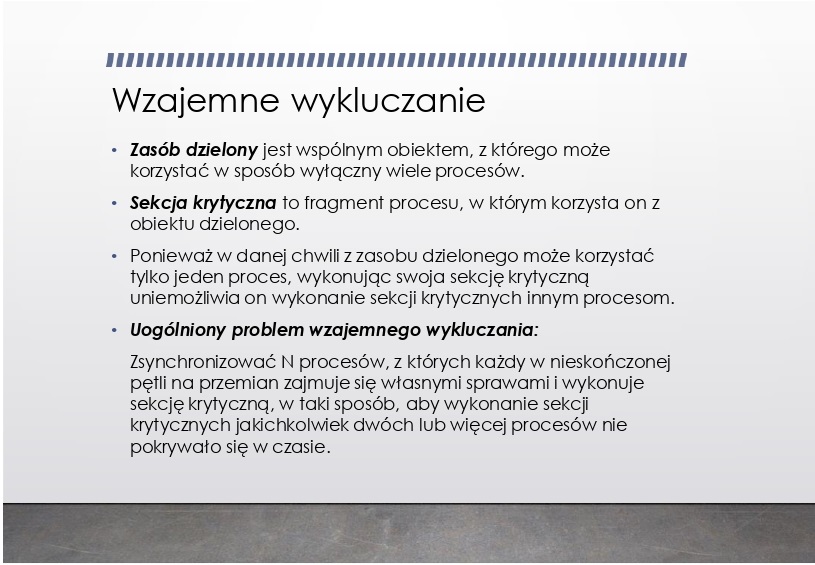 Wzajemne wykluczanie
• Zasób dzielony jest wspólnym obiektem, z którego może
korzystać w sposób wyłączny wiele procesów.
• Sekcja krytyczna to fragment procesu, w którym korzysta on z
obiektu dzielonego.
• Ponieważ w danej chwili z zasobu dzielonego może korzystać
tylko jeden proces, wykonując swoja sekcję krytyczną
uniemożliwia on wykonanie sekcji krytycznych innym procesom.
• Uogólniony problem wzajemnego wykluczania:
Zsynchronizować N procesów, z których każdy w nieskończonej
pętli na przemian zajmuje się własnymi sprawami i wykonuje
sekcję krytyczną, w taki sposób, aby wykonanie sekcji
krytycznych jakichkolwiek dwóch lub więcej procesów nie
pokrywało się w czasie.